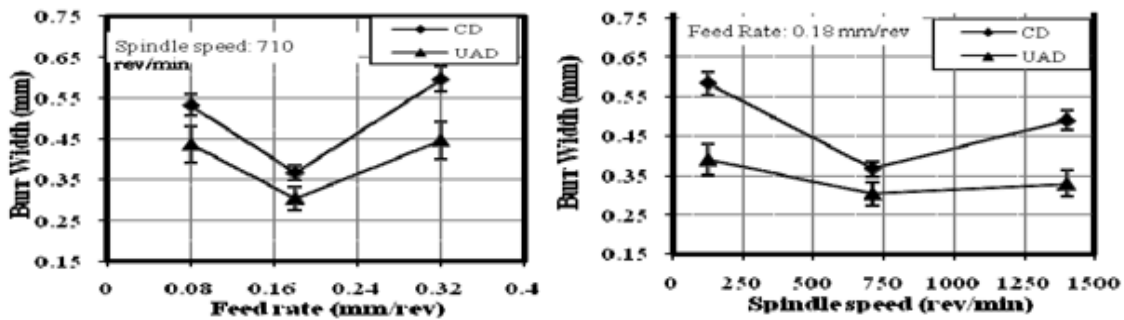 0.75
0.65
0.55
0.45
0.35
0.25
0.15
Burr Width (mm)
Spindle speed: 710
rev/min
CD
UAD
0
0.08
0.16
0.24
0.32
0.4
Feed rate (mm/rev)
0.75
0.65
0.55
0.45
0.35
0.25
0.15
Burr Width (mm)
Feed Rate: 0.18 mm/rev
CD
UAD
0
250
500
750
1000
1250
1500
Spindle speed (rev/min)